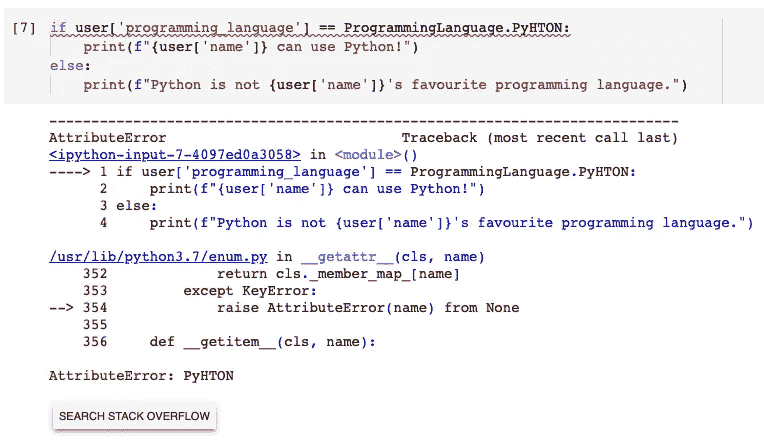 [7] if user['programming_language'] == ProgrammingLanguage.PyHTON:
    print(f"{user['name']} can use Python!")
else:
    print(f"Python is not {user['name']}'s favourite programming language.")
---------------------------------------------------------------------------
AttributeError                            Traceback (most recent call last)
<ipython-input-7-4097ed0a3058> in <module>()
----> 1 if user['programming_language'] == ProgrammingLanguage.PyHTON:
      2     print(f"{user['name']} can use Python!")
      3 else:
      4     print(f"Python is not {user['name']}'s favourite programming language.")
/usr/lib/python3.7/enum.py in __getattr__(cls, name)
    352             return cls._member_map_[name]
    353         except KeyError:
--> 354             raise AttributeError(name) from None
    355
    356     def __getitem__(cls, name):
AttributeError: PyHTON
SEARCH STACK OVERFLOW